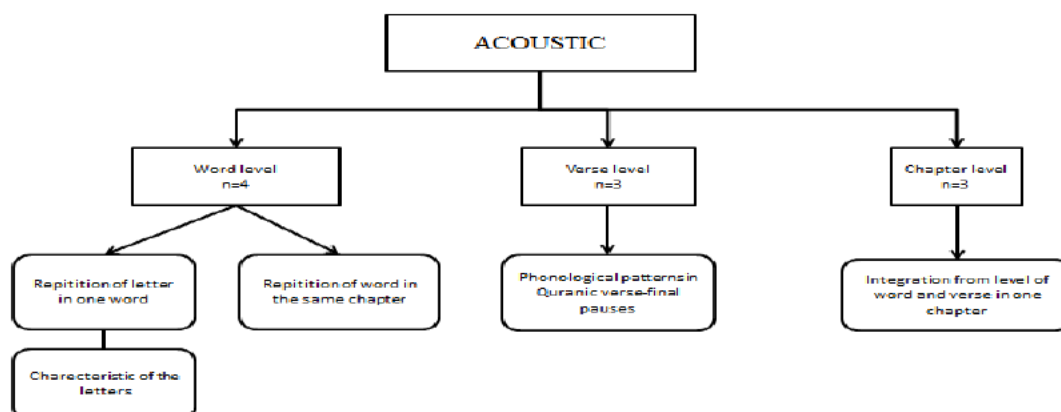 ACOUSTIC
Word level
n=4
Verse level
n=3
Chapter level
n=3
Repitition of letter
in one word
Repitition of word in
the same chapter
Phonological patterns in
Quranic verse-final
pauses
Integration from level of
word and verse in one
chapter
Charecteristic of the
letters